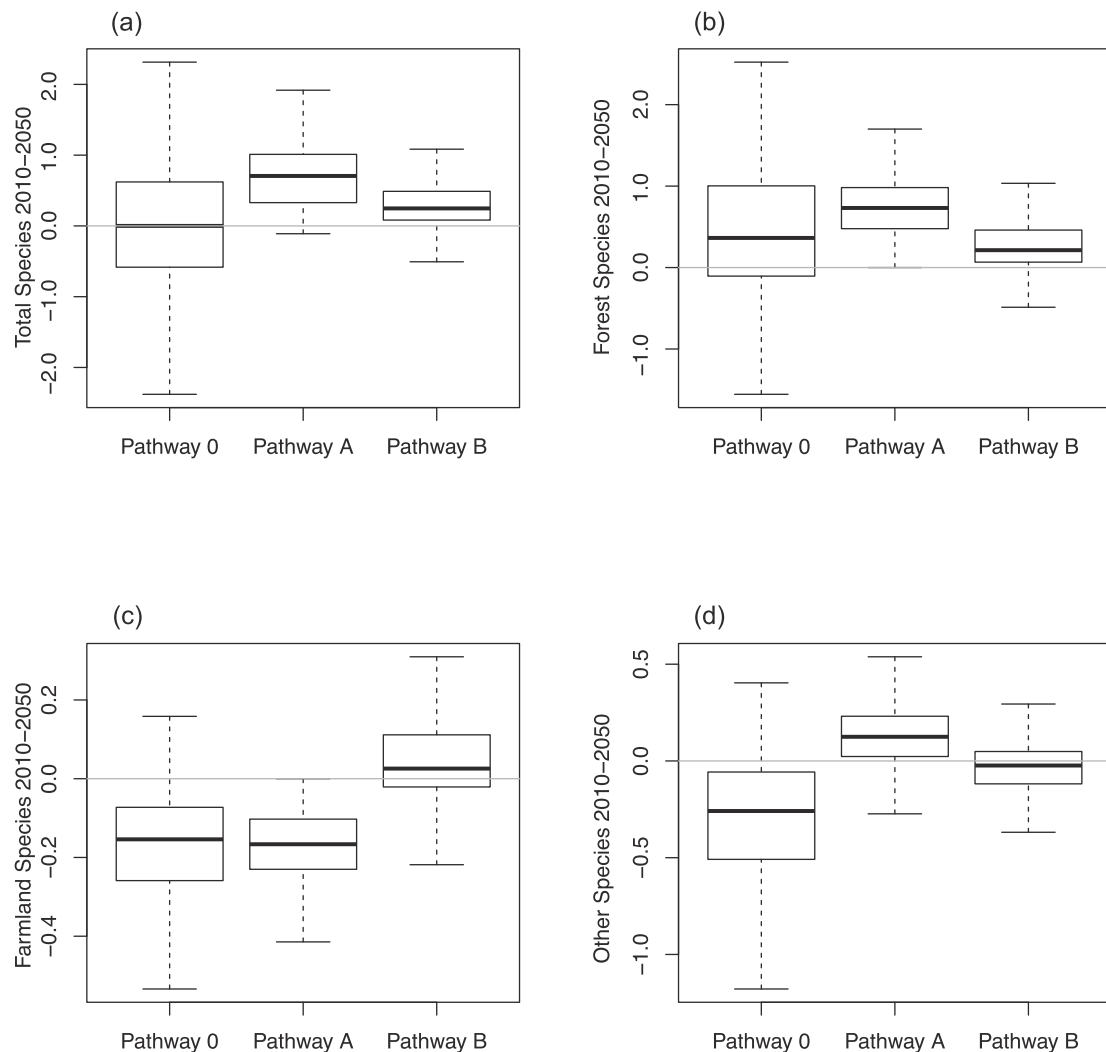 (a)
Total Species 2010−2050
2.0
1.0
0.0
−1.0
−2.0
Pathway 0 Pathway A Pathway B
(b)
Forest Species 2010−2050
2.0
1.0
0.0
−1.0
Pathway 0 Pathway A Pathway B
(c)
Farmland Species 2010−2050
0.2
0.0
−0.2
−0.4
Pathway 0 Pathway A Pathway B
(d)
Other Species 2010−2050
0.5
0.0
−0.5
−1.0
Pathway 0 Pathway A Pathway B